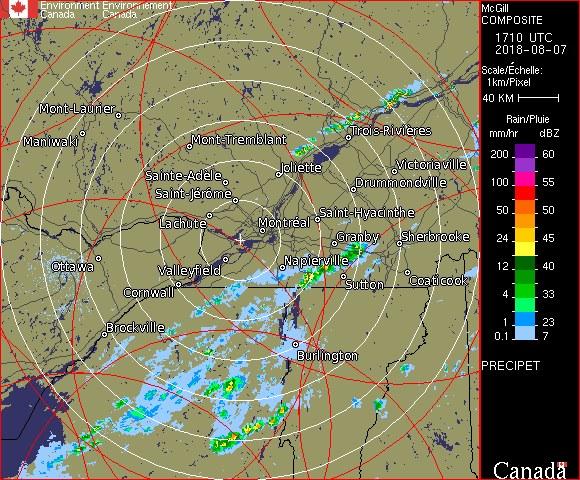 Environment Environnement
Canada Canada
McGill
COMPOSITE
1710 UTC
2018-08-07
Scale/Échelle:
1km/Pixel
40 KM
Rain/Pluie
mm/hr dBZ
200 60
100 55
50 50
24 45
12 40
4 33
1 23
0.1 7
PRECIPET
Canada
Mont-Laurier
Maniwaki
Mont-Tremblant
Trois-Rivières
Sainte-Adèle
Joliette
Victoriaville
Saint-Jérôme
Drummondville
Lachute
Montréal
Saint-Hyacinthe
Granby
Sherbrooke
Ottawa
Valleyfield
Napierville
Cornwall
Sutton
Coaticook
Brockville
Burlington